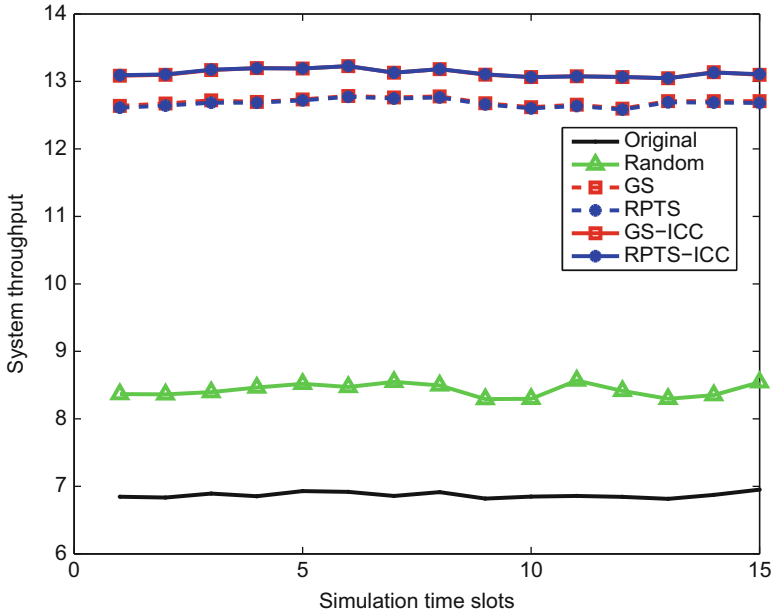 14
13
12
11
10
9
8
7
6
System throughput
Original
Random
GS
RPTS
GS-ICC
RPTS-ICC
0
5
10
15
Simulation time slots